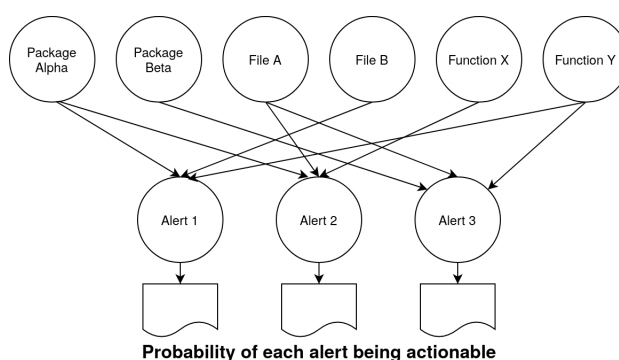 Package
Alpha
Package
Beta
File A
File B
Function X
Function Y
Alert 1
Alert 2
Alert 3
Probability of each alert being actionable